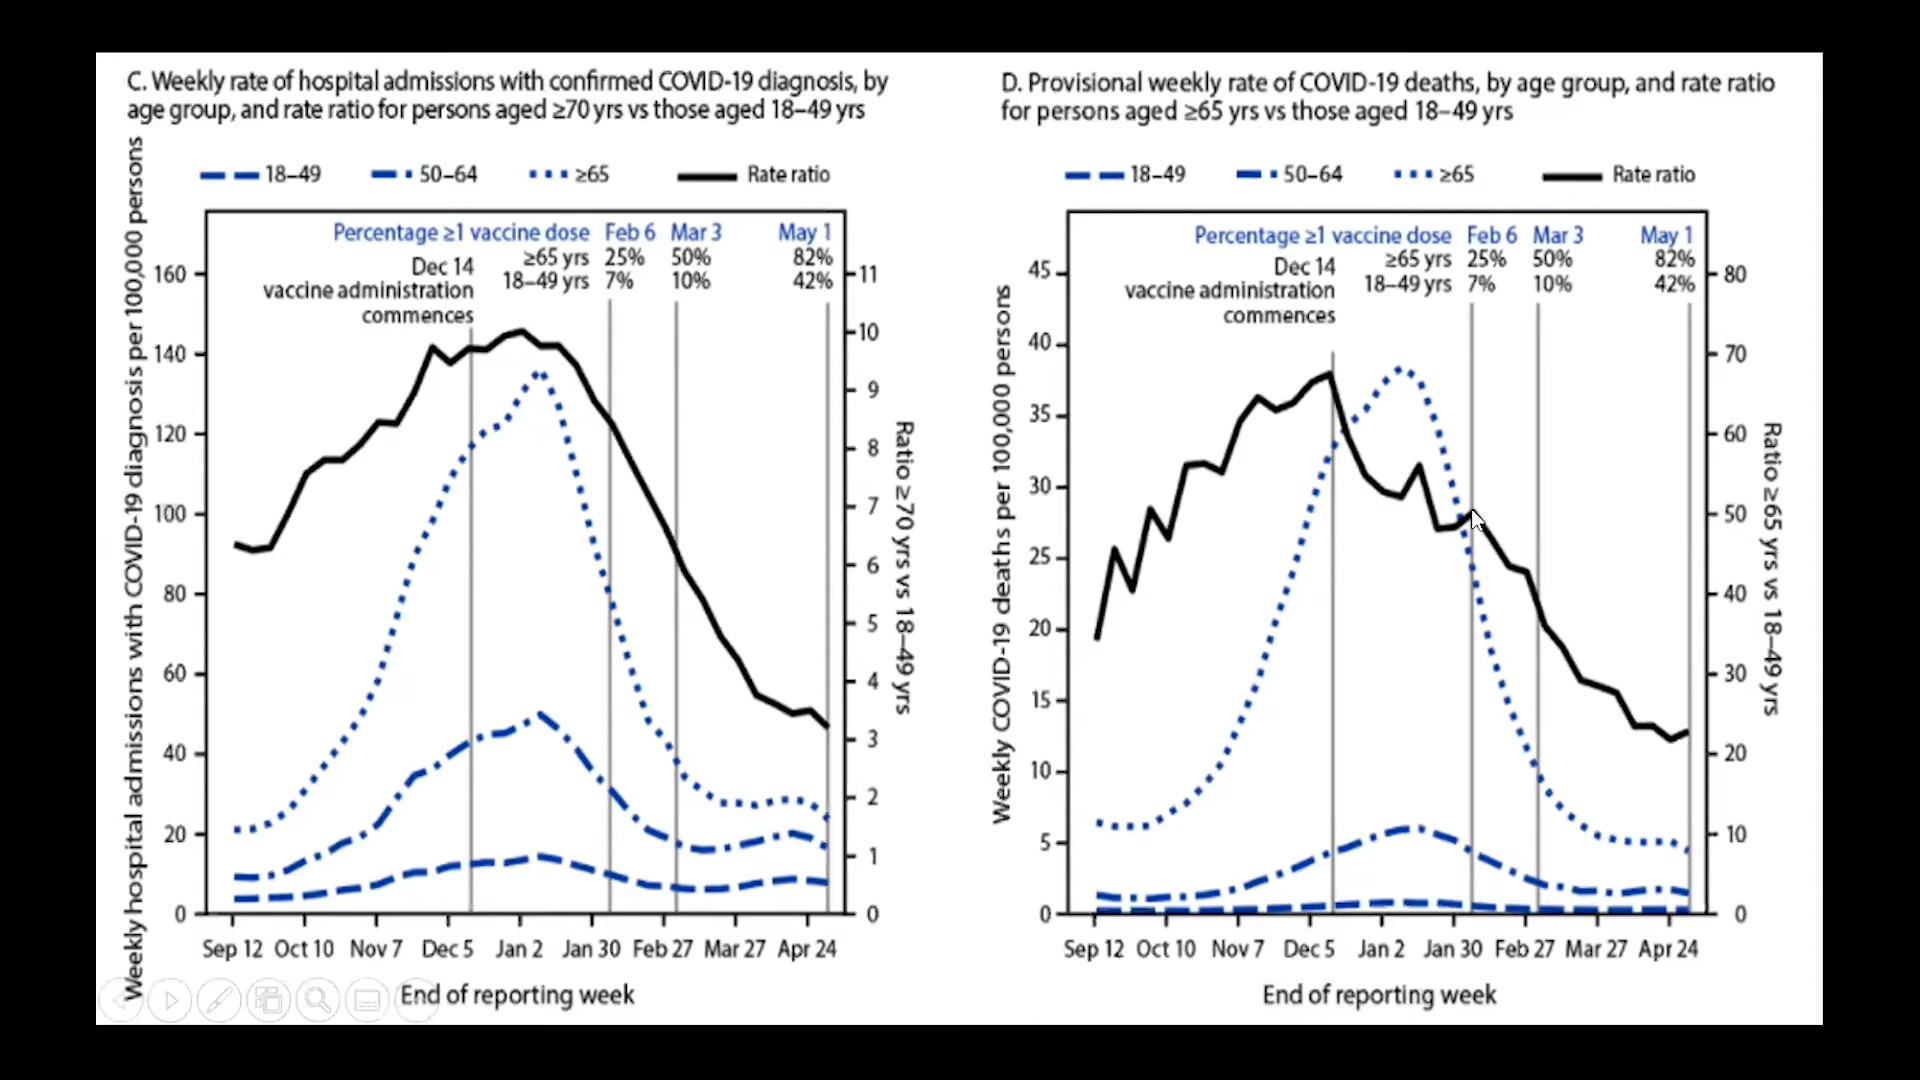 C. Weekly rate of hospital admissions with confirmed COVID-19 diagnosis, by
age group, and rate ratio for persons aged ≥70 yrs vs those aged 18–49 yrs
18–49
50–64
≥65
Rate ratio
Percentage ≥1 vaccine dose Feb 6 Mar 3 May 1
≥65 yrs 25% 50% 82%
18–49 yrs 7% 10% 42%
Dec 14
vaccine administration
commences
Weekly hospital admissions with COVID-19 diagnosis per 100,000 persons
160
140
120
100
80
60
40
20
0
11
10
9
8
7
6
5
4
3
2
1
0
Ratio ≥70 yrs vs 18–49 yrs
Sep 12 Oct 10 Nov 7 Dec 5 Jan 2 Jan 30 Feb 27 Mar 27 Apr 24
End of reporting week
D. Provisional weekly rate of COVID-19 deaths, by age group, and rate ratio
for persons aged ≥65 yrs vs those aged 18–49 yrs
18–49
50–64
≥65
Rate ratio
Percentage ≥1 vaccine dose Feb 6 Mar 3 May 1
≥65 yrs 25% 50% 82%
18–49 yrs 7% 10% 42%
Dec 14
vaccine administration
commences
Weekly COVID-19 deaths per 100,000 persons
45
40
35
30
25
20
15
10
5
0
80
70
60
50
40
30
20
10
0
Ratio ≥65 yrs vs 18–49 yrs
Sep 12 Oct 10 Nov 7 Dec 5 Jan 2 Jan 30 Feb 27 Mar 27 Apr 24
End of reporting week